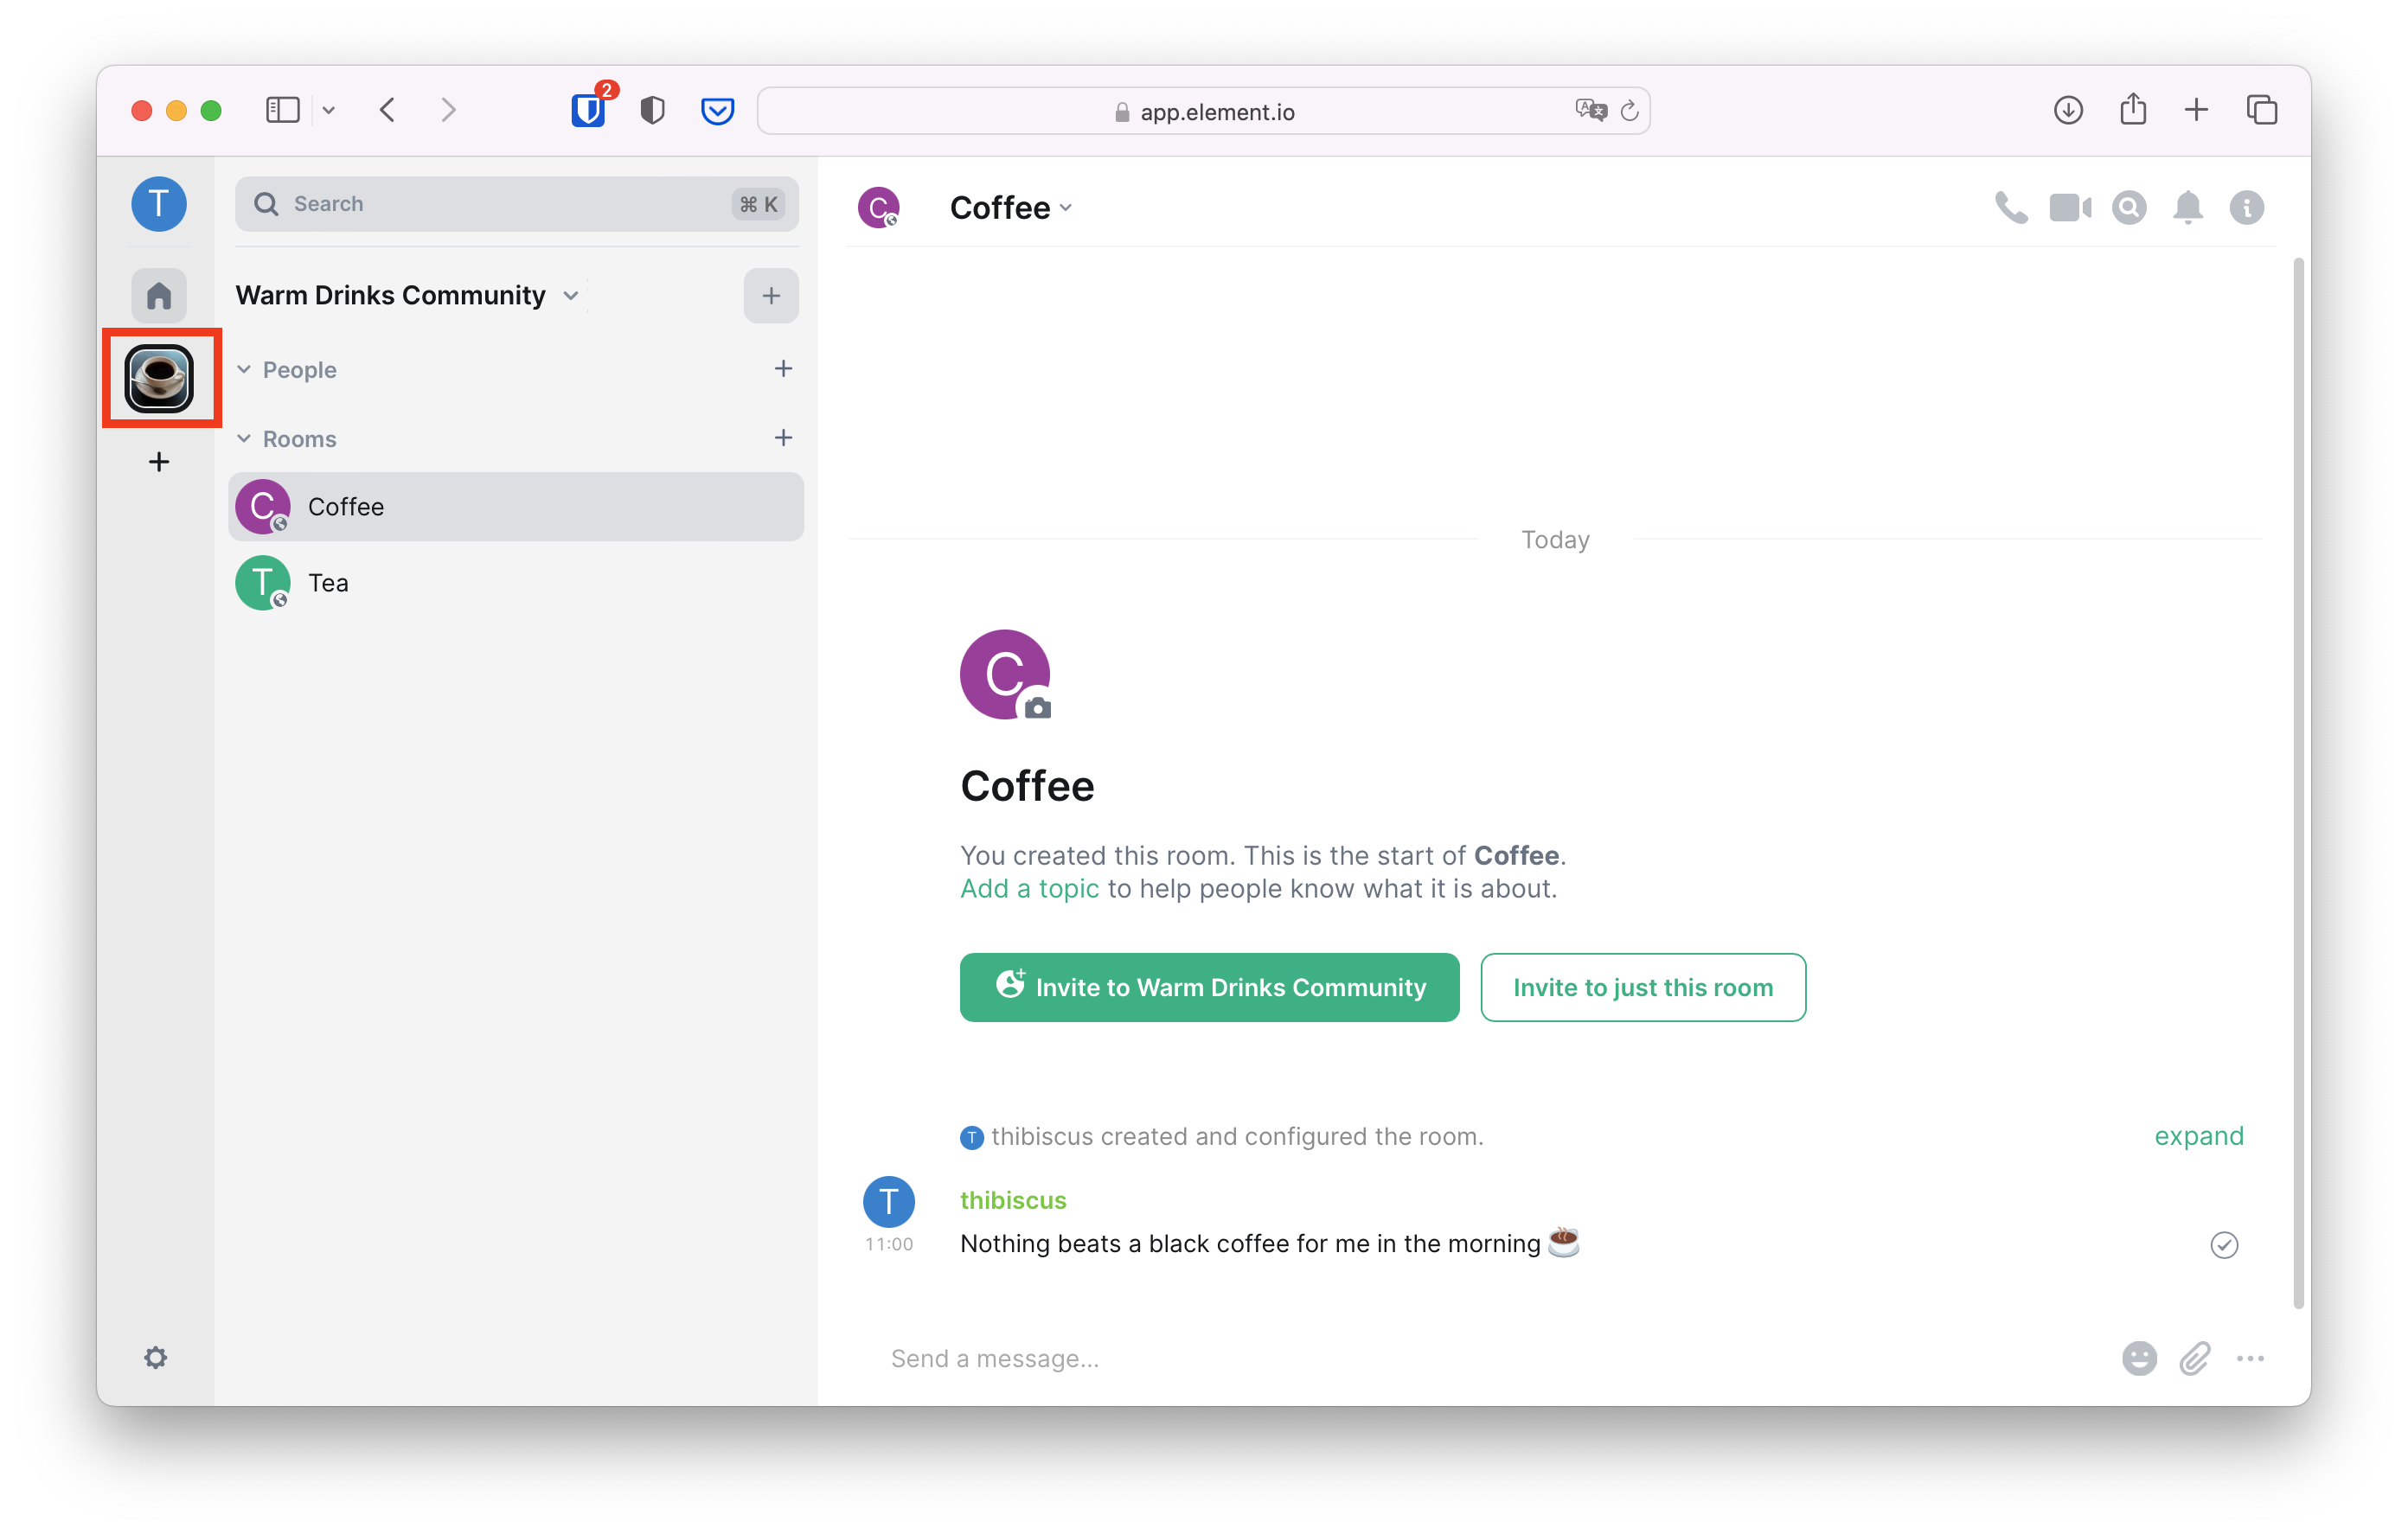 2
app.element.io
T
Search
⌘ K
C
Coffee
Warm Drinks Community
People
Rooms
C
Coffee
T
Tea
Today
C
Coffee
You created this room. This is the start of Coffee.
Add a topic to help people know what it is about.
Invite to Warm Drinks Community
Invite to just this room
T thibiscus created and configured the room.
expand
T
thibiscus
11:00
Nothing beats a black coffee for me in the morning ☕
Send a message…